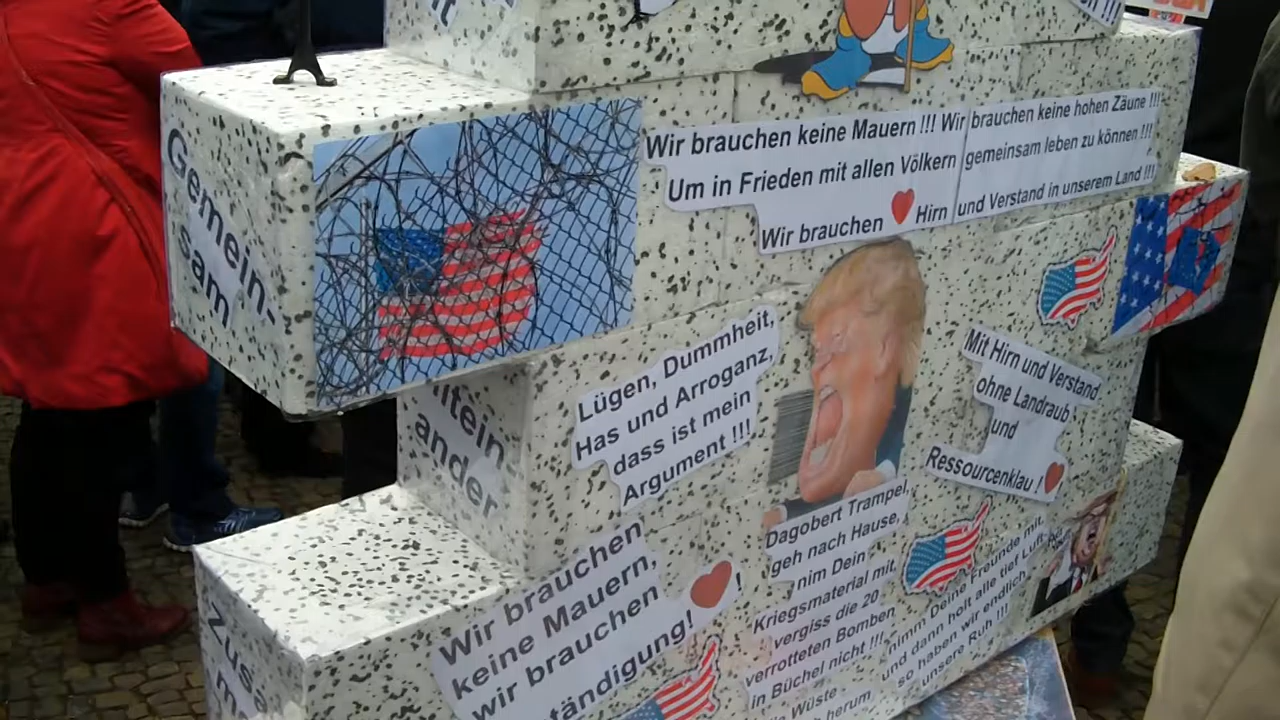 Wir brauchen keine Mauern !!! Wir brauchen keine hohen Zäune !!!
Um in Frieden mit allen Völkern gemeinsam leben zu können !!!
Wir brauchen Hirn und Verstand in unserem Land !!!
Gemein-
sam
Lügen, Dummheit,
Has und Arroganz,
dass ist mein
Argument !!!
Mit Hirn und Verstand
ohne Landraub
und
Ressourcenklau !
ander
Dagobert Trampel,
geh nach Hause,
nim Dein
Kriegsmaterial mit,
vergiss die 20
verrotteten Bomben
in Büchel nicht !!!
nimm Deine Freunde mit,
und dann holt alle tief Luft,
so haben wir endlich
unsere Ruh !!!
Wüste
herum,
Wir brauchen
keine Mauern,
wir brauchen
ständigung!